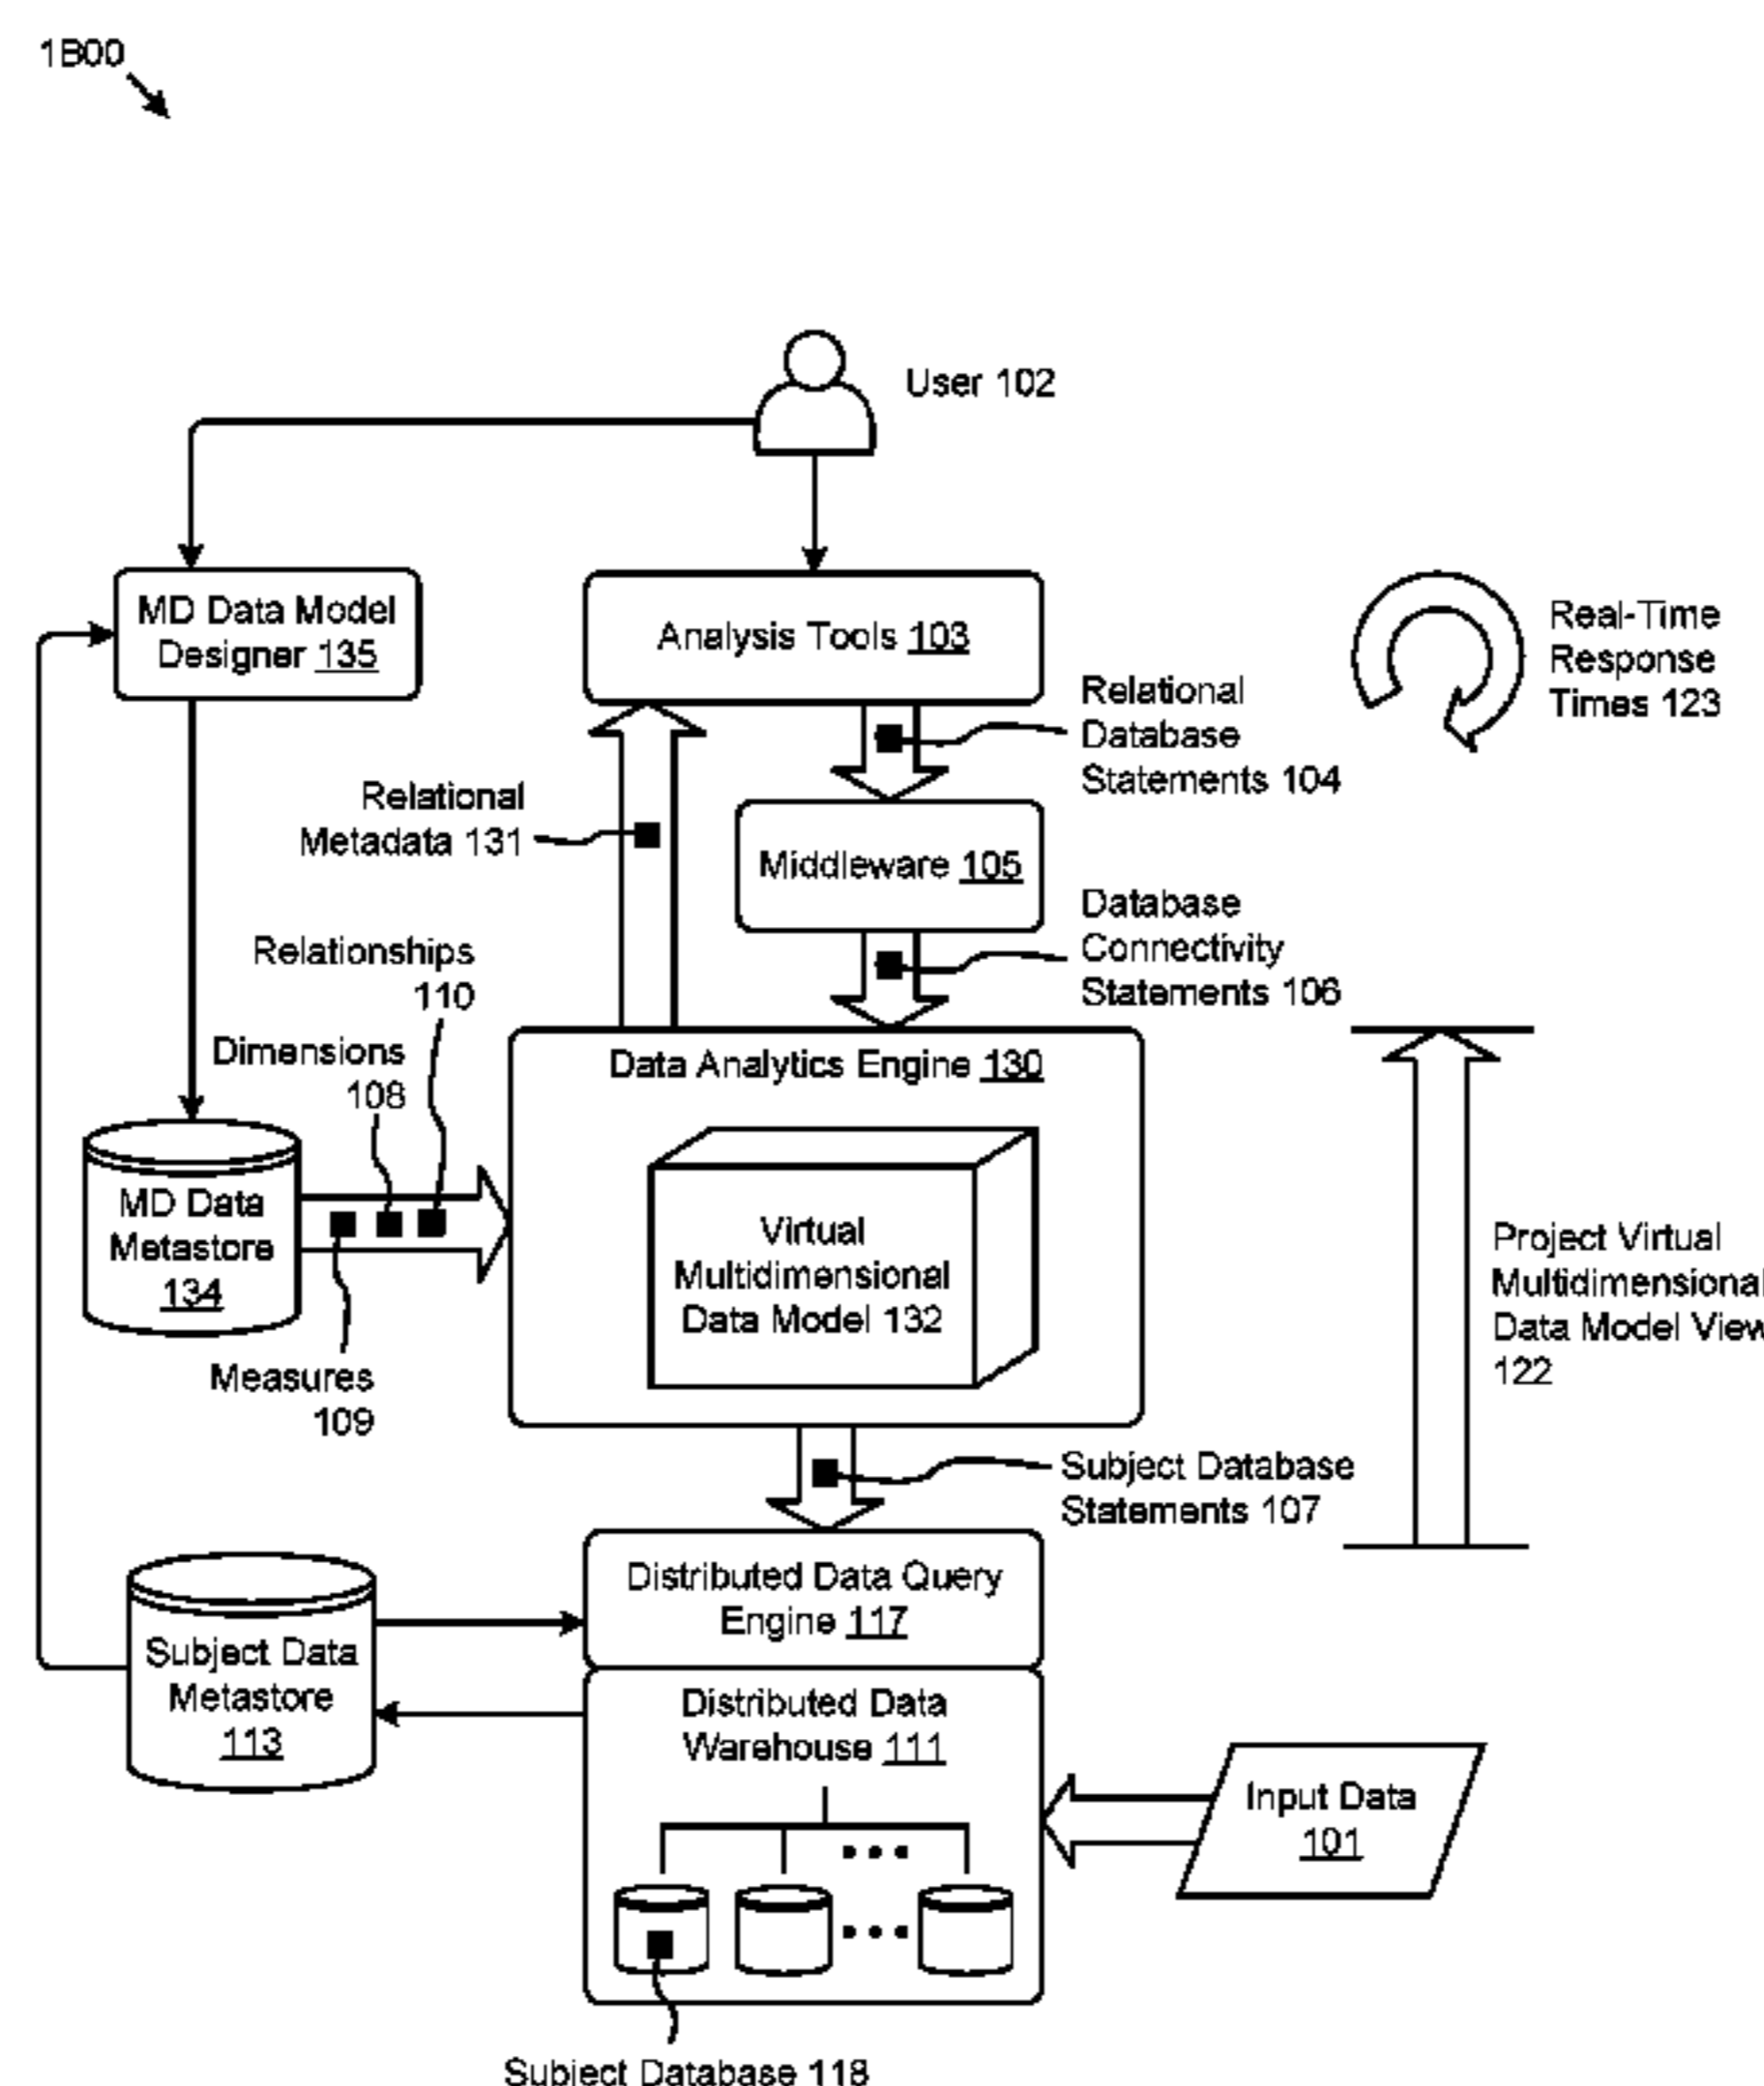 1B00
User 102
MD Data Model
Designer 135
Analysis Tools 103
Real-Time
Response
Times 123
Relational
Database
Statements 104
Relational
Metadata 131
Middleware 105
Database
Connectivity
Statements 106
Relationships
110
Dimensions
108
Data Analytics Engine 130
MD Data
Metastore
134
Virtual
Multidimensional
Data Model 132
Project Virtual
Multidimensional
Data Model View
122
Measures
109
Subject Database
Statements 107
Distributed Data Query
Engine 117
Subject Data
Metastore
113
Distributed Data
Warehouse 111
Input Data
101
Subject Database 118